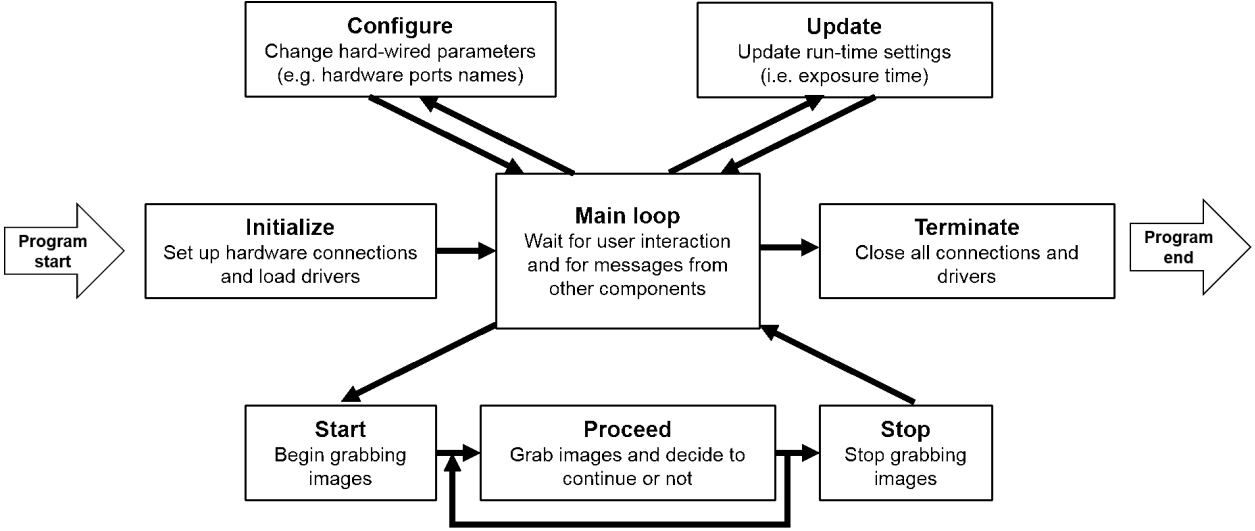 Configure
Change hard-wired parameters
(e.g. hardware ports names)
Update
Update run-time settings
(i.e. exposure time)
Program
start
Initialize
Set up hardware connections
and load drivers
Main loop
Wait for user interaction
and for messages from
other components
Terminate
Close all connections and
drivers
Program
end
Start
Begin grabbing
images
Proceed
Grab images and decide to
continue or not
Stop
Stop grabbing
images